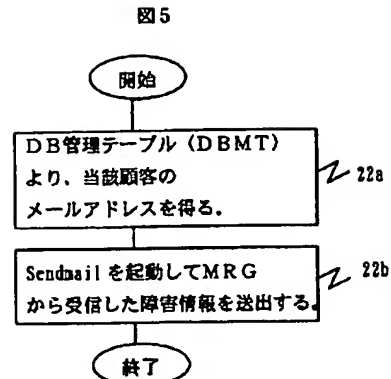 図5
開始
DB管理テーブル（DBMT）
より、当該顧客の
メールアドレスを得る。
22a
Sendmailを起動してMRG
から受信した障害情報を送出する。
22b
終了